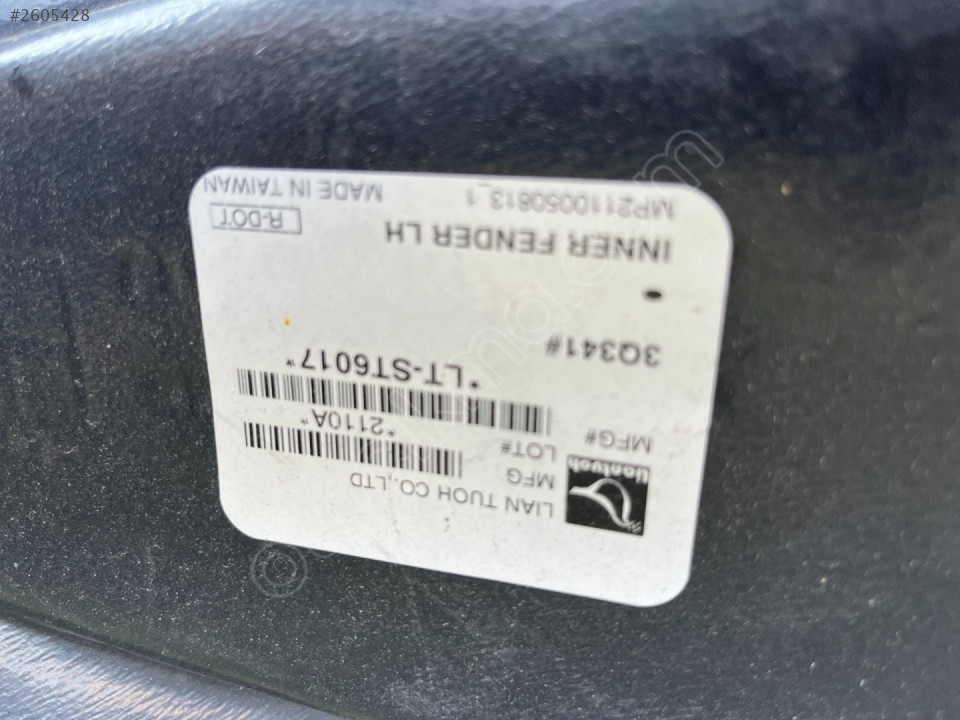 #2605428
LIAN TUOH CO.,LTD
liantuoh
MFG
LOT#
*2110A*
MFG#
*LT-ST6017*
3Q341#
INNER FENDER LH
R-DOT
MP2110050813_1
MADE IN TAIWAN